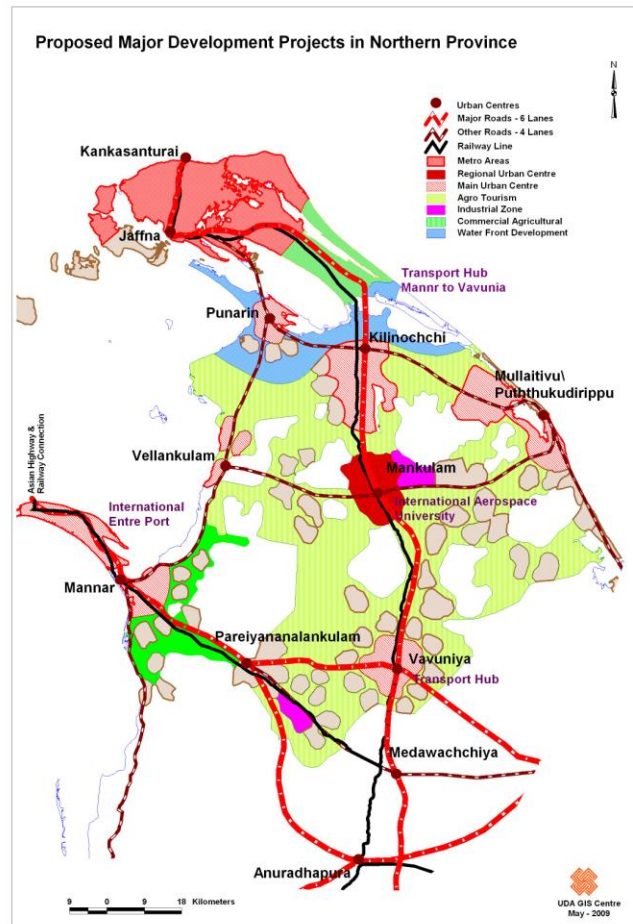 Proposed Major Development Projects in Northern Province
N
Urban Centres
Major Roads - 6 Lanes
Other Roads - 4 Lanes
Railway Line
Metro Areas
Regional Urban Centre
Main Urban Centre
Agro Tourism
Industrial Zone
Commercial Agricultural
Water Front Development
Kankasanturai
Jaffna
Transport Hub
Mannr to Vavunia
Punarin
Kilinochchi
Mullaitivu\
Puththukudirippu
Vellankulam
Mankulam
International Aerospace
University
Asian Highway &
Railway Connection
International
Entre Port
Mannar
Pareiyananalankulam
Vavuniya
Transport Hub
Medawachchiya
Anuradhapura
9 0 9 18 Kilometers
UDA GIS Centre
May - 2009